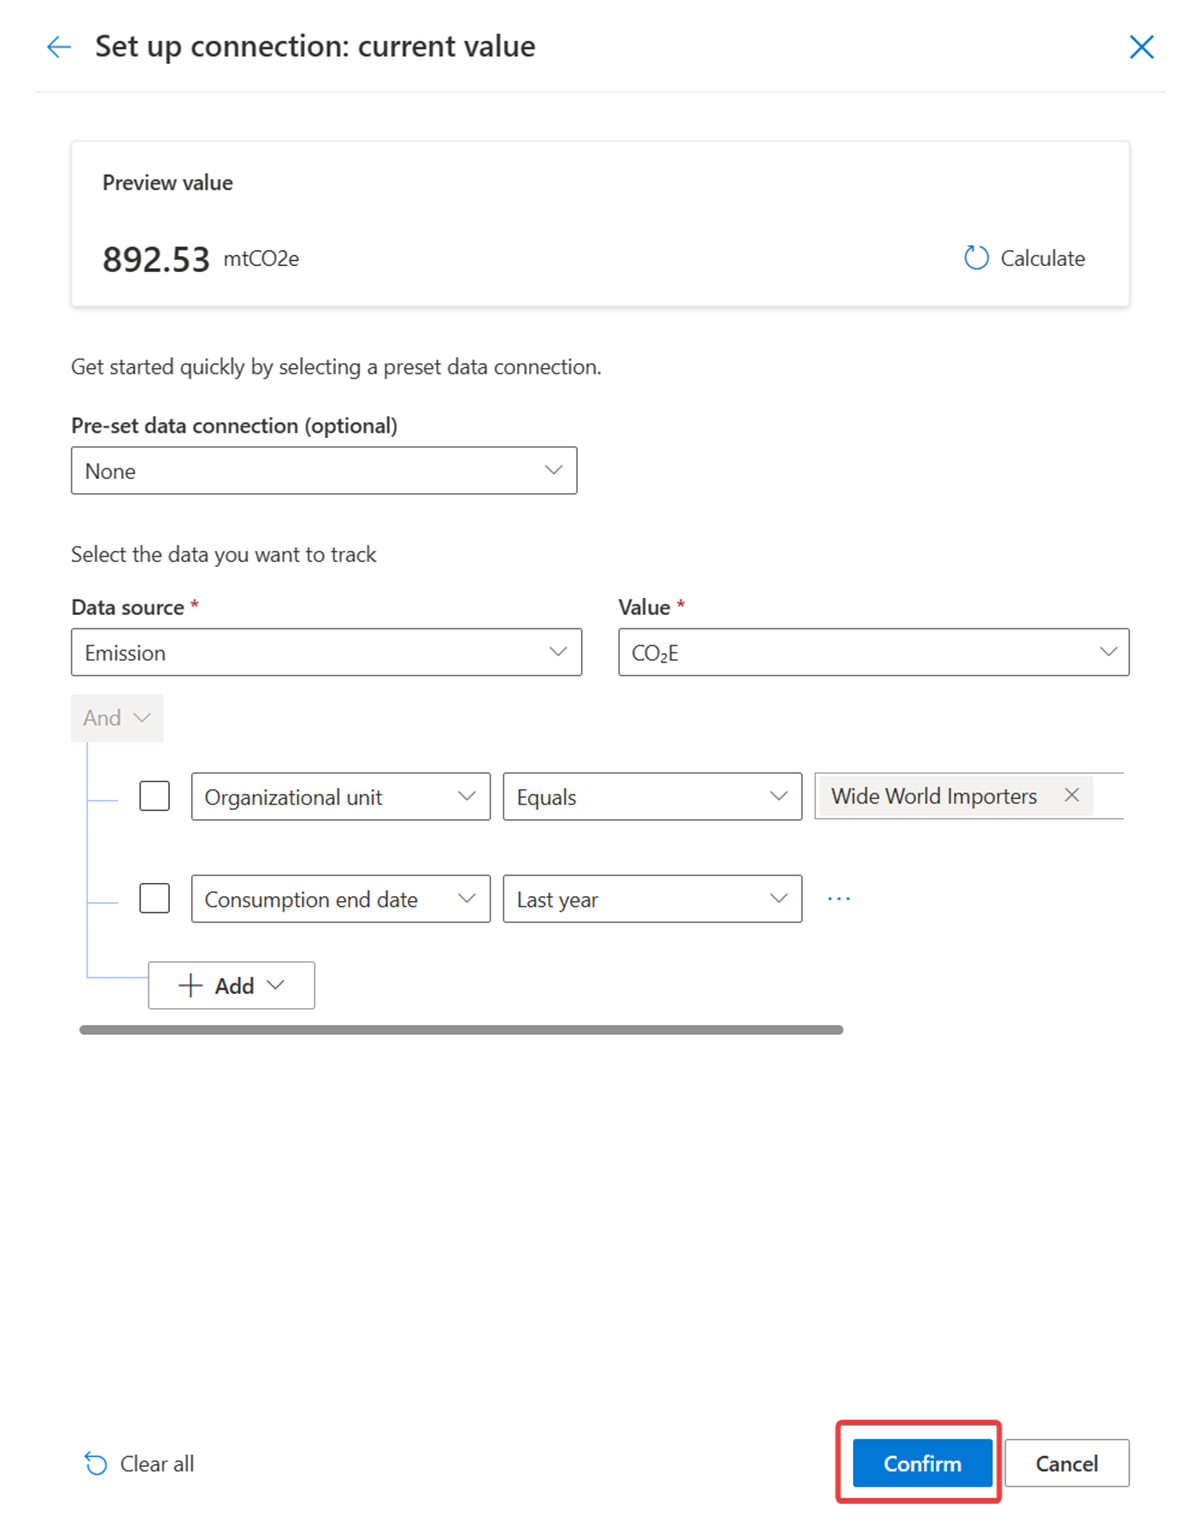 Set up connection: current value
Preview value
892.53 mtCO2e
Calculate
Get started quickly by selecting a preset data connection.
Pre-set data connection (optional)
None
Select the data you want to track
Data source *
Value *
Emission
CO₂E
And
Organizational unit
Equals
Wide World Importers
Consumption end date
Last year
Add
Clear all
Confirm
Cancel